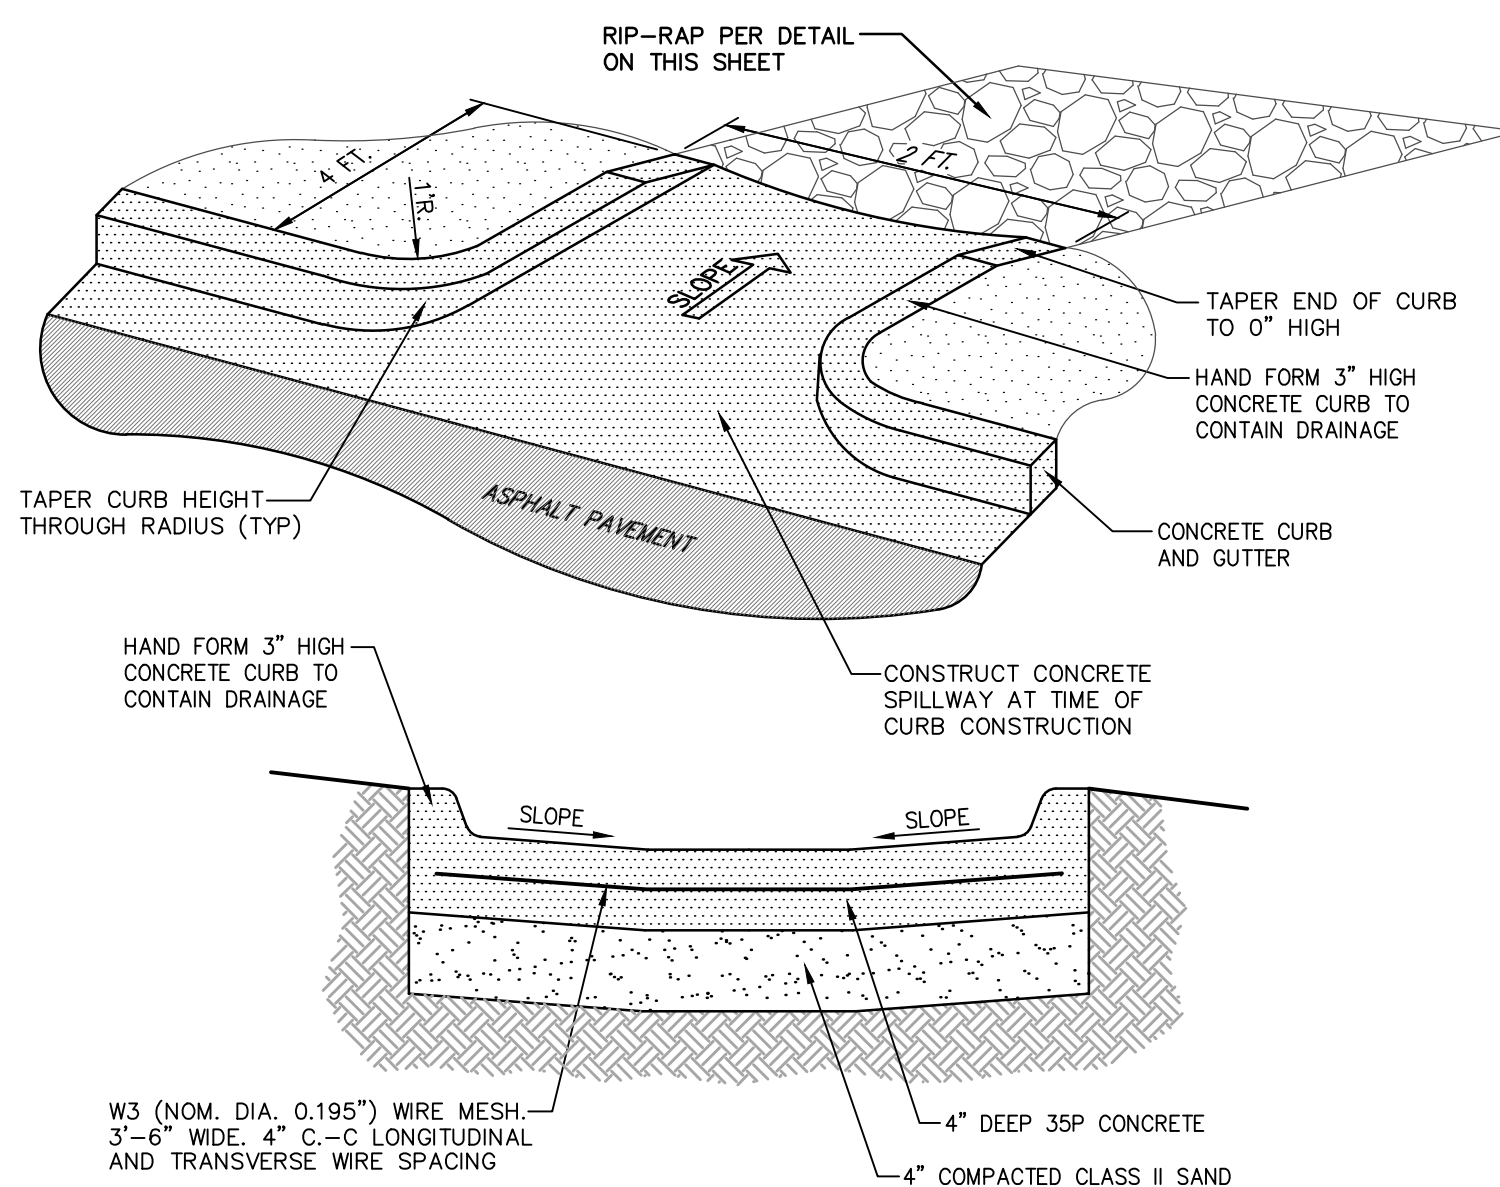 RIP-RAP PER DETAIL
ON THIS SHEET
4 FT.
1'R.
2 FT.
SLOPE
TAPER END OF CURB
TO 0" HIGH
HAND FORM 3" HIGH
CONCRETE CURB TO
CONTAIN DRAINAGE
TAPER CURB HEIGHT
THROUGH RADIUS (TYP)
ASPHALT PAVEMENT
CONCRETE CURB
AND GUTTER
HAND FORM 3" HIGH
CONCRETE CURB TO
CONTAIN DRAINAGE
CONSTRUCT CONCRETE
SPILLWAY AT TIME OF
CURB CONSTRUCTION
SLOPE
SLOPE
W3 (NOM. DIA. 0.195") WIRE MESH.
3'-6" WIDE. 4" C.-C LONGITUDINAL
AND TRANSVERSE WIRE SPACING
4" DEEP 35P CONCRETE
4" COMPACTED CLASS II SAND